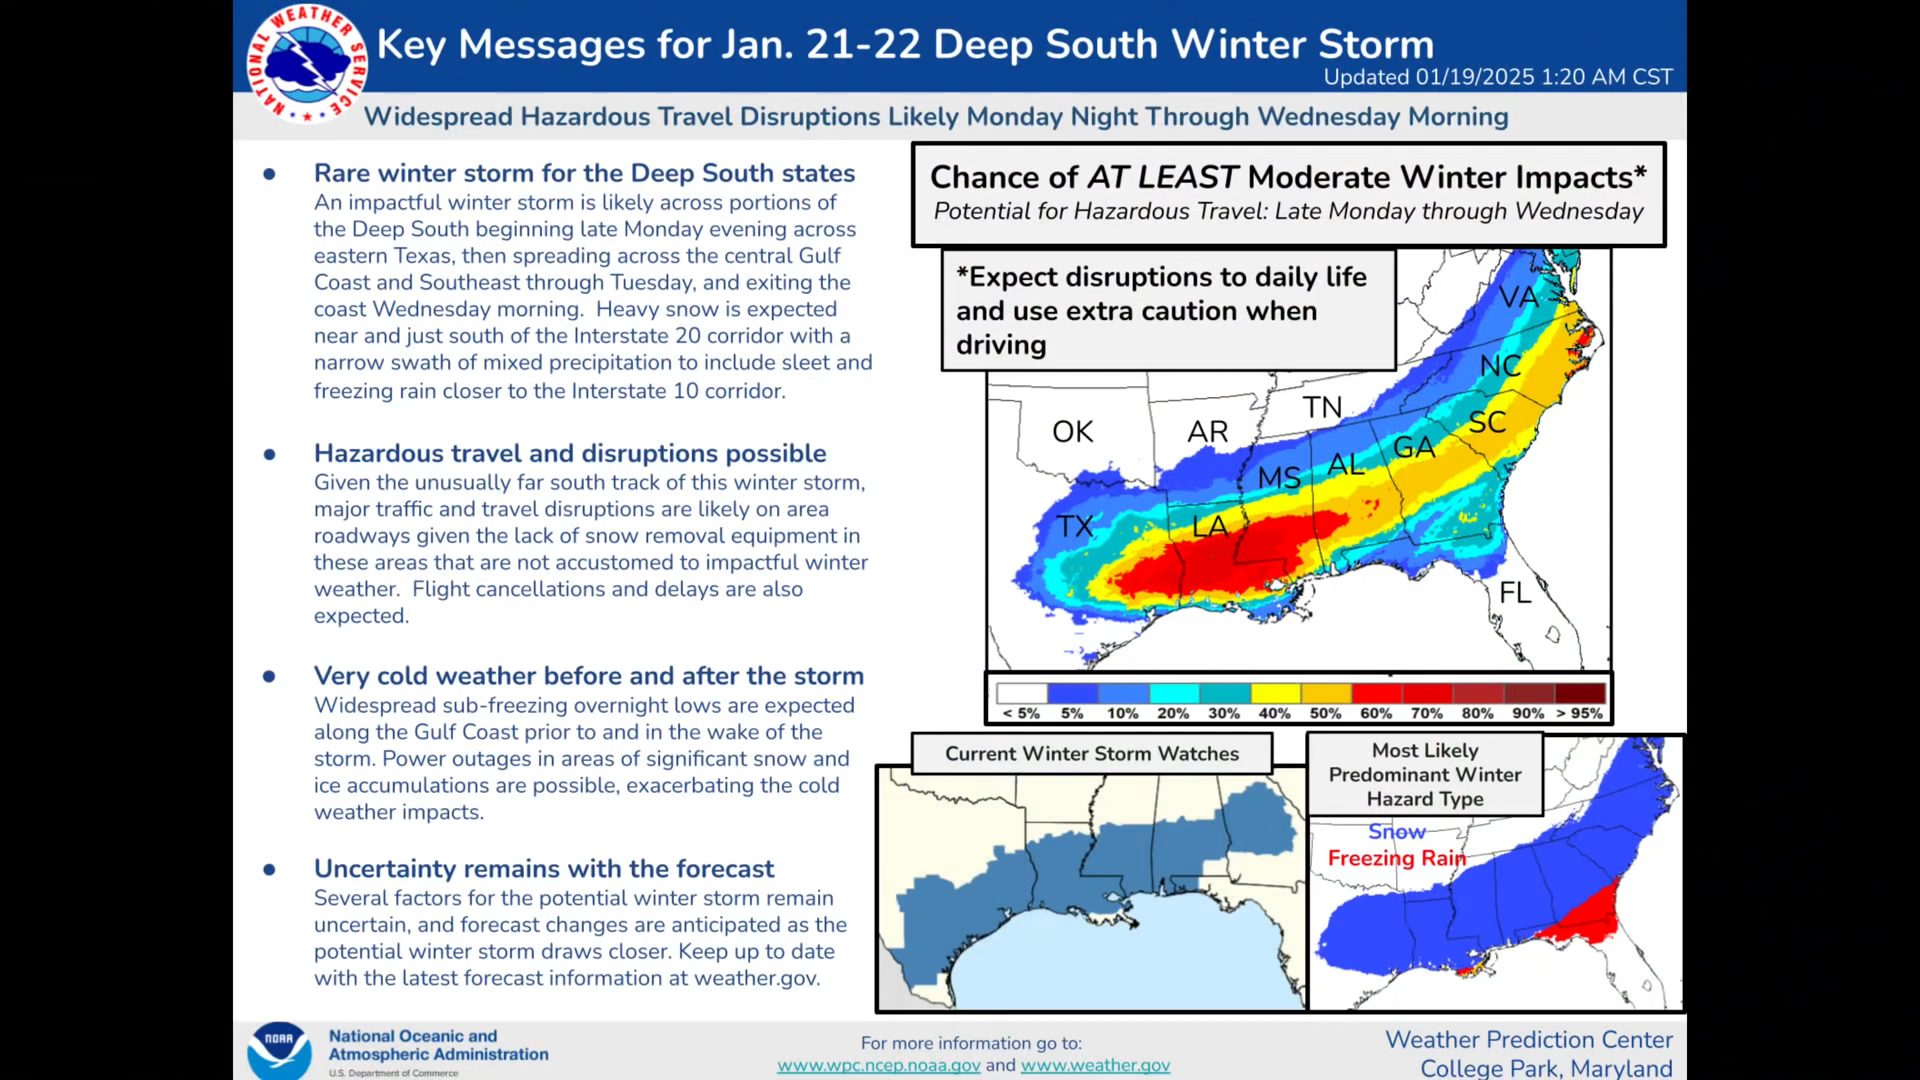 NATIONAL WEATHER SERVICE
Key Messages for Jan. 21-22 Deep South Winter Storm
Updated 01/19/2025 1:20 AM CST
Widespread Hazardous Travel Disruptions Likely Monday Night Through Wednesday Morning
● Rare winter storm for the Deep South states
An impactful winter storm is likely across portions of
the Deep South beginning late Monday evening across
eastern Texas, then spreading across the central Gulf
Coast and Southeast through Tuesday, and exiting the
coast Wednesday morning. Heavy snow is expected
near and just south of the Interstate 20 corridor with a
narrow swath of mixed precipitation to include sleet and
freezing rain closer to the Interstate 10 corridor.
● Hazardous travel and disruptions possible
Given the unusually far south track of this winter storm,
major traffic and travel disruptions are likely on area
roadways given the lack of snow removal equipment in
these areas that are not accustomed to impactful winter
weather. Flight cancellations and delays are also
expected.
● Very cold weather before and after the storm
Widespread sub-freezing overnight lows are expected
along the Gulf Coast prior to and in the wake of the
storm. Power outages in areas of significant snow and
ice accumulations are possible, exacerbating the cold
weather impacts.
● Uncertainty remains with the forecast
Several factors for the potential winter storm remain
uncertain, and forecast changes are anticipated as the
potential winter storm draws closer. Keep up to date
with the latest forecast information at weather.gov.
Chance of AT LEAST Moderate Winter Impacts*
Potential for Hazardous Travel: Late Monday through Wednesday
*Expect disruptions to daily life
and use extra caution when
driving
VA
NC
TN
SC
OK
AR
GA
AL
MS
TX
LA
FL
< 5% 5% 10% 20% 30% 40% 50% 60% 70% 80% 90% > 95%
Current Winter Storm Watches
Most Likely
Predominant Winter
Hazard Type
Snow
Freezing Rain
NOAA
National Oceanic and
Atmospheric Administration
U.S. Department of Commerce
For more information go to:
www.wpc.ncep.noaa.gov and www.weather.gov
Weather Prediction Center
College Park, Maryland